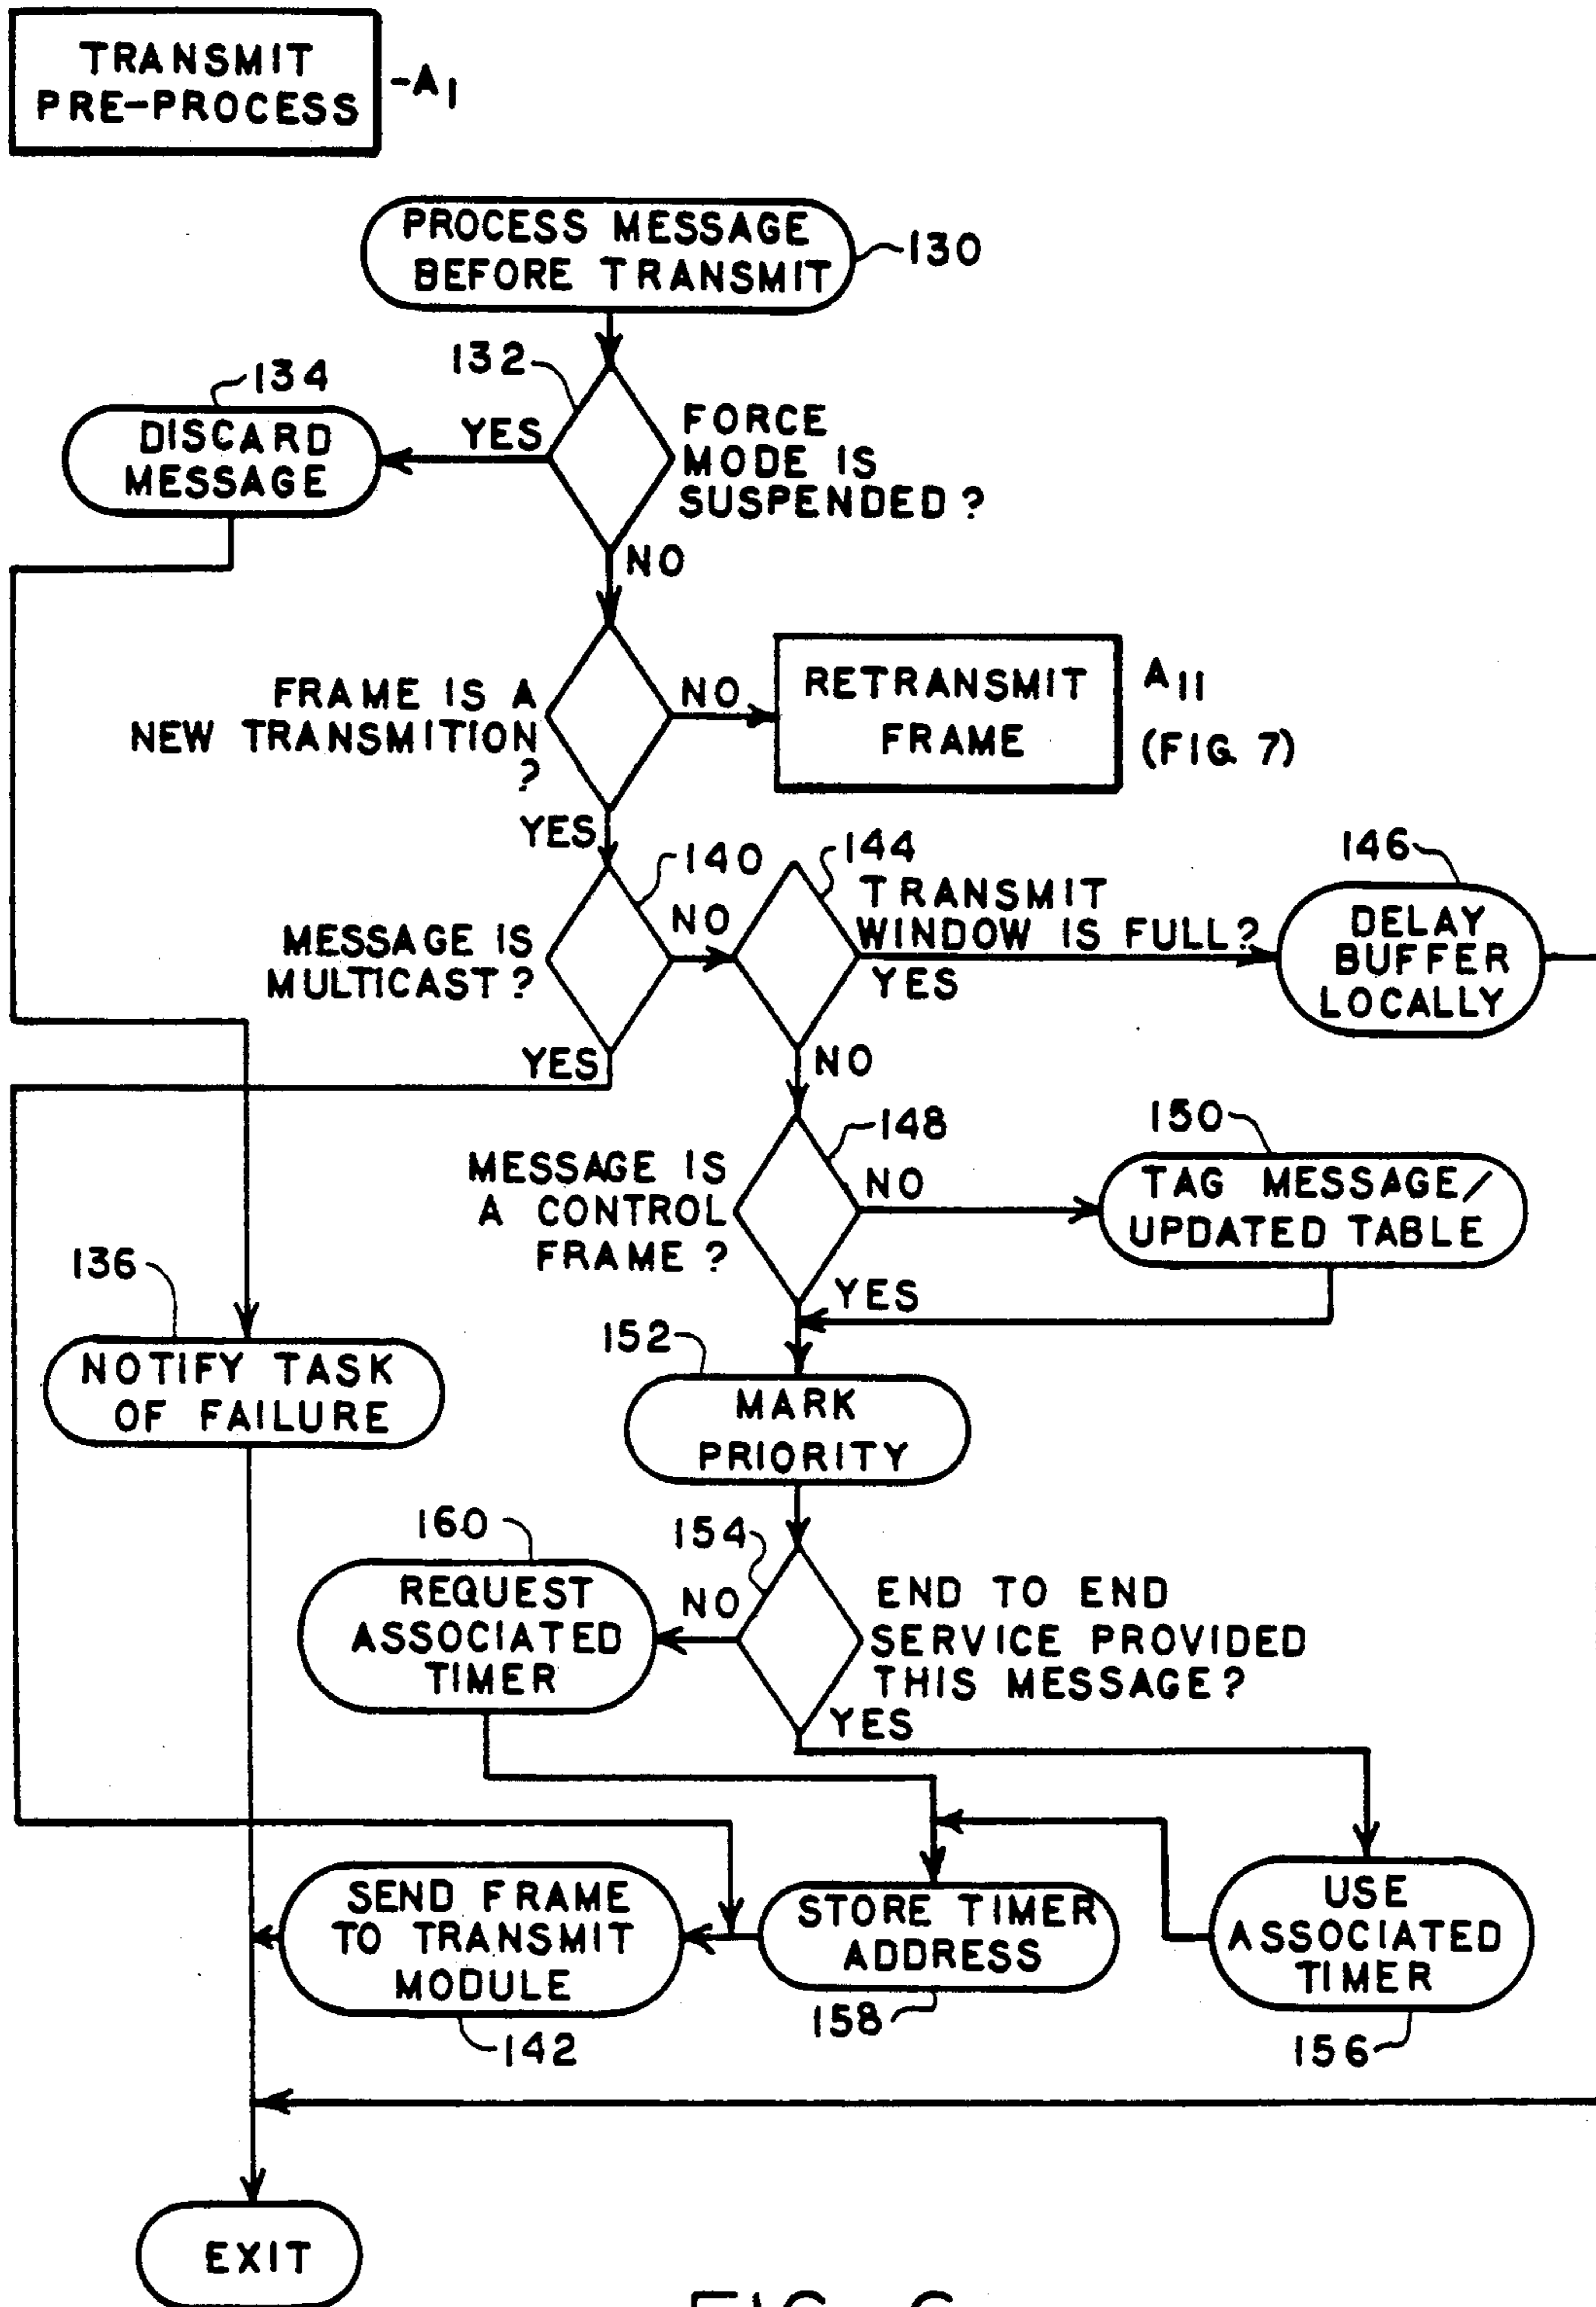 TRANSMIT
PRE-PROCESS
-A1
PROCESS MESSAGE
BEFORE TRANSMIT
130
132
134
DISCARD
MESSAGE
YES
FORCE
MODE IS
SUSPENDED?
NO
FRAME IS A
NEW TRANSMITION
?
NO
RETRANSMIT
FRAME
A11
(FIG. 7)
YES
140
144
146
MESSAGE IS
MULTICAST?
NO
TRANSMIT
WINDOW IS FULL?
YES
DELAY
BUFFER
LOCALLY
YES
NO
148
150
MESSAGE IS
A CONTROL
FRAME?
NO
TAG MESSAGE/
UPDATED TABLE
YES
136
NOTIFY TASK
OF FAILURE
152
MARK
PRIORITY
160
154
REQUEST
ASSOCIATED
TIMER
NO
END TO END
SERVICE PROVIDED
THIS MESSAGE?
YES
SEND FRAME
TO TRANSMIT
MODULE
142
STORE TIMER
ADDRESS
158
USE
ASSOCIATED
TIMER
156
EXIT